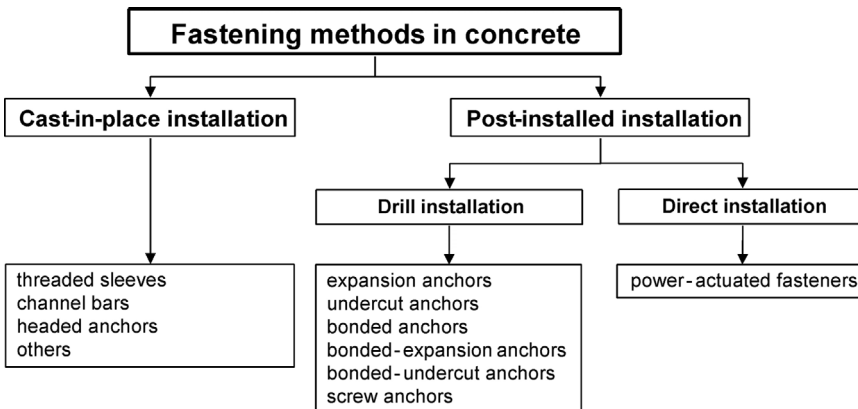 Fastening methods in concrete
Cast-in-place installation
Post-installed installation
Drill installation
Direct installation
threaded sleeves
channel bars
headed anchors
others
expansion anchors
undercut anchors
bonded anchors
bonded-expansion anchors
bonded-undercut anchors
screw anchors
power-actuated fasteners